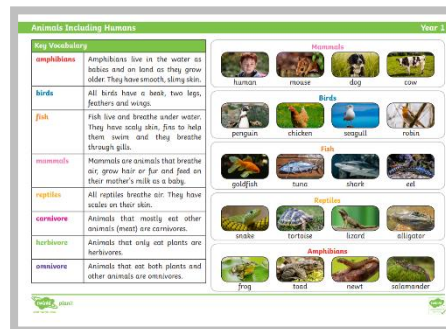 Animals Including Humans
Year 1
Key Vocabulary
amphibians
Amphibians live in the water as
babies and on land as they grow
older. They have smooth, slimy skin.
birds
All birds have a beak, two legs,
feathers and wings.
fish
Fish live and breathe under water.
They have scaly skin, fins to help
them swim and they breathe
through gills.
mammals
Mammals are animals that breathe
air, grow hair or fur and feed on
their mother's milk as a baby.
reptiles
All reptiles breathe air. They have
scales on their skin.
carnivore
Animals that mostly eat other
animals (meat) are carnivores.
herbivore
Animals that only eat plants are
herbivores.
omnivore
Animals that eat both plants and
other animals are omnivores.
Mammals
human mouse dog cow
Birds
penguin chicken seagull robin
Fish
goldfish tuna shark eel
Reptiles
snake tortoise lizard alligator
Amphibians
frog toad newt salamander
plant